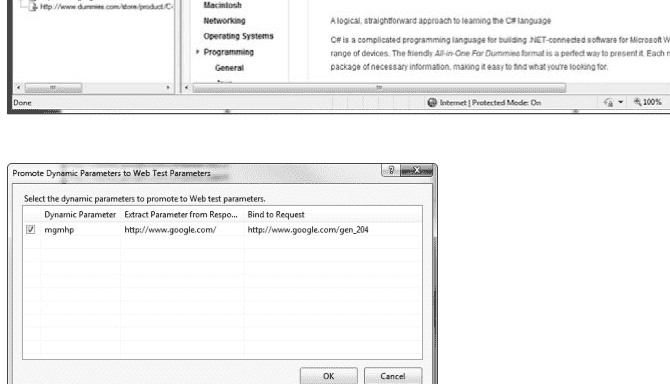 http://www.dummies.com/store/product/C-
Macintosh
Networking
Operating Systems
Programming
General
A logical, straightforward approach to learning the C# language
C# is a complicated programming language for building .NET-connected software for Microsoft W
range of devices. The friendly All-in-One For Dummies format is a perfect way to present it. Each
package of necessary information, making it easy to find what you're looking for.
Done
Internet | Protected Mode: On
100%
Promote Dynamic Parameters to Web Test Parameters
Select the dynamic parameters to promote to Web test parameters.
Dynamic Parameter Extract Parameter from Respo... Bind to Request
mgmhp http://www.google.com/ http://www.google.com/gen_204
OK Cancel